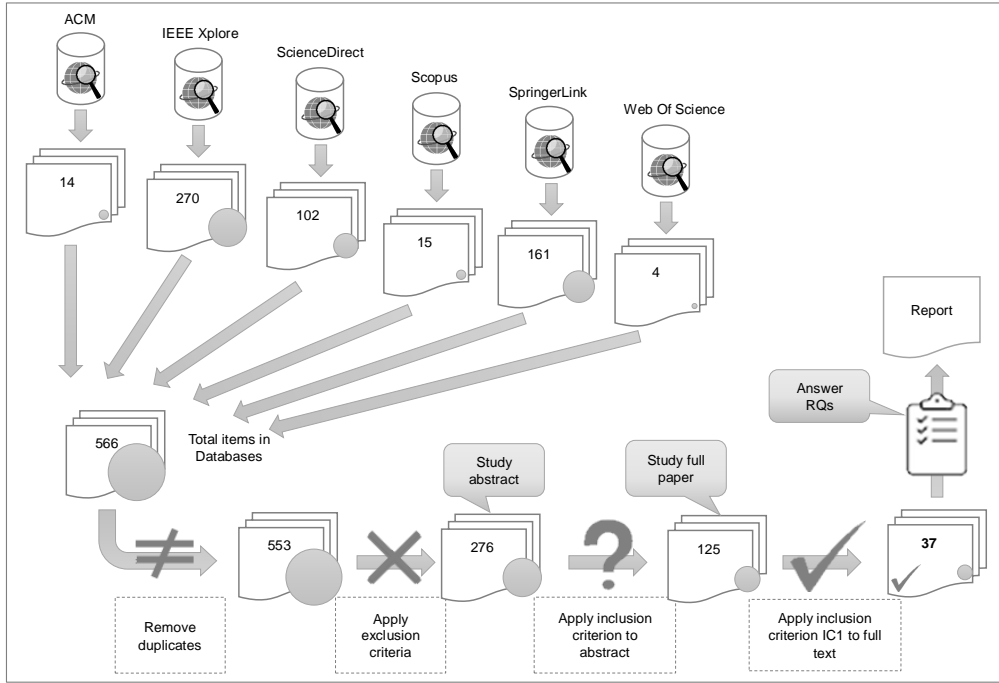 ACM
IEEE Xplore
ScienceDirect
Scopus
SpringerLink
Web Of Science
14
270
102
15
161
4
Report
Answer
RQs
566
Total items in
Databases
Study
abstract
Study full
paper
553
276
125
37
Remove
duplicates
Apply
exclusion
criteria
Apply inclusion
criterion to
abstract
Apply inclusion
criterion IC1 to full
text